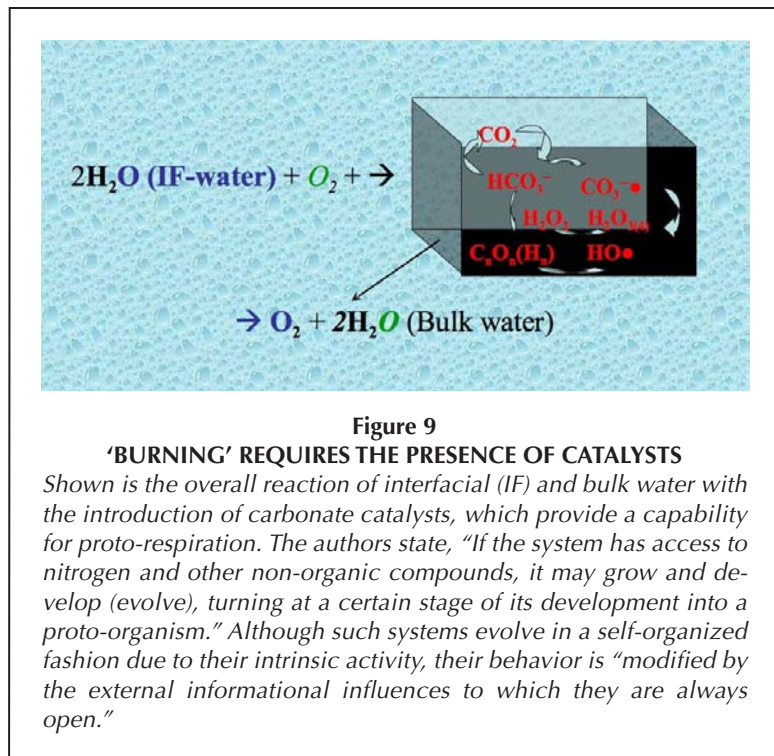 2H₂O (IF-water) + O₂ + →
CO₂
HCO₃⁻ CO₃⁻•
H₂O₂ H₂O₂₍ₛ₎
CₙOₙ(Hₙ) HO•
→ O₂ + 2H₂O (Bulk water)
Figure 9
‘BURNING’ REQUIRES THE PRESENCE OF CATALYSTS
Shown is the overall reaction of interfacial (IF) and bulk water with
the introduction of carbonate catalysts, which provide a capability
for proto-respiration. The authors state, “If the system has access to
nitrogen and other non-organic compounds, it may grow and de-
velop (evolve), turning at a certain stage of its development into a
proto-organism.” Although such systems evolve in a self-organized
fashion due to their intrinsic activity, their behavior is “modified by
the external informational influences to which they are always
open.”